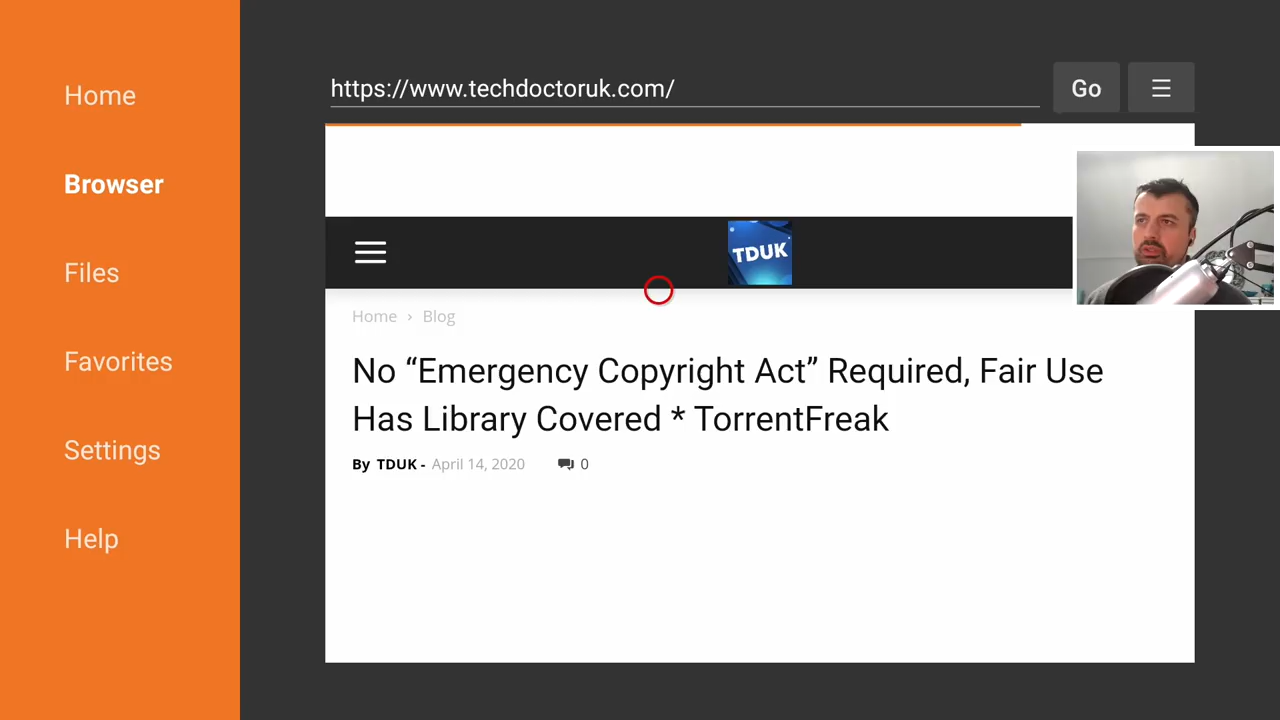 Home
Browser
Files
Favorites
Settings
Help
https://www.techdoctoruk.com/
Go
TDUK
Home › Blog
No “Emergency Copyright Act” Required, Fair Use
Has Library Covered * TorrentFreak
By TDUK - April 14, 2020 0